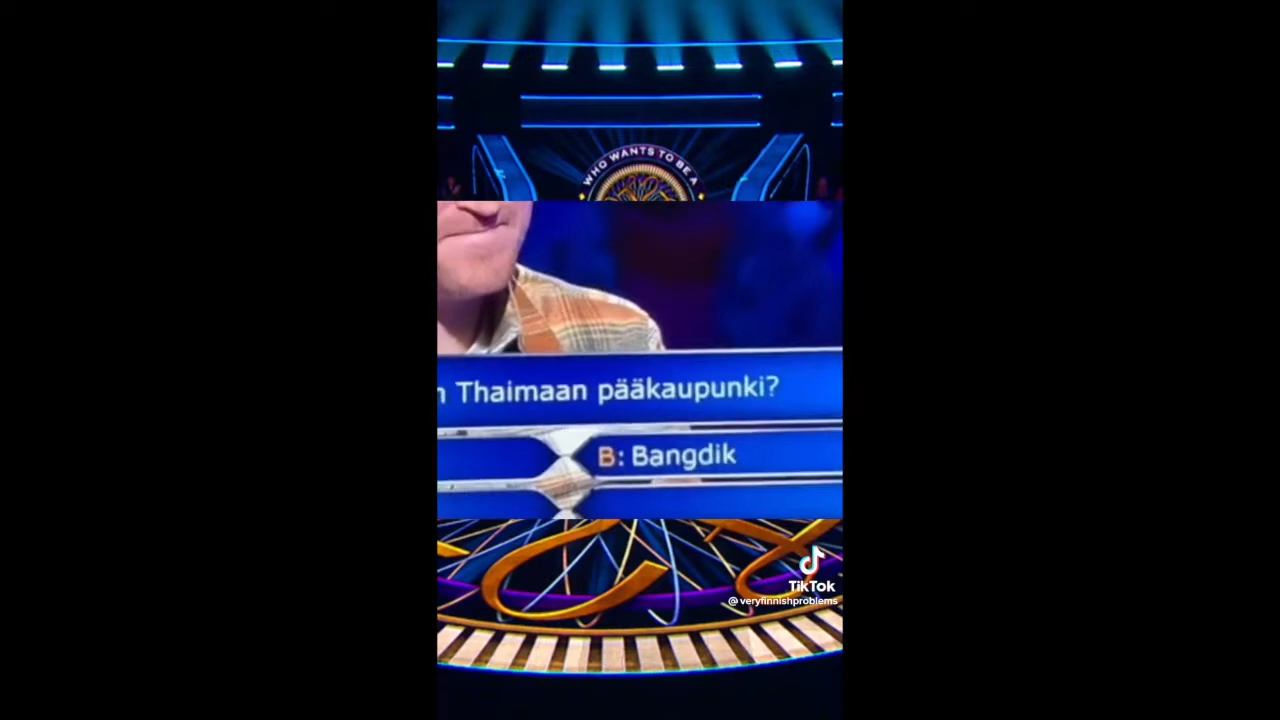 WHO WANTS TO BE A
Thaimaan pääkaupunki?
B: Bangdik
TikTok
@veryfinnishproblems